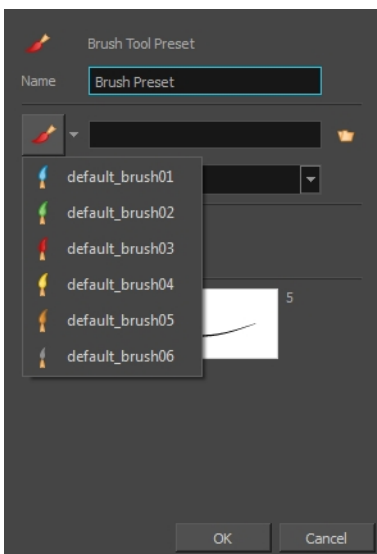 Brush Tool Preset
Name
Brush Preset
default_brush01
default_brush02
default_brush03
default_brush04
default_brush05
default_brush06
5
OK
Cancel